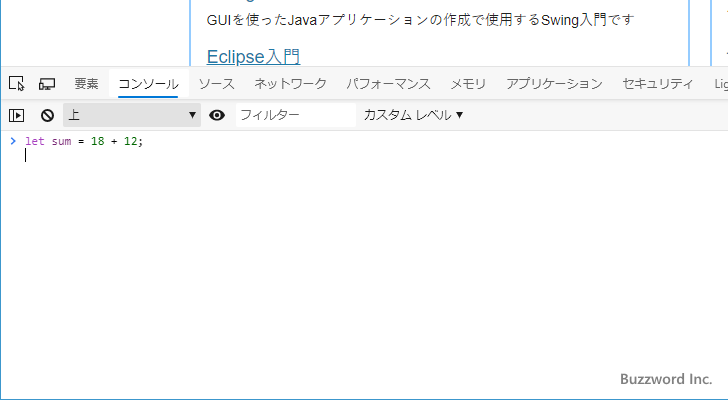 GUIを使ったJavaアプリケーションの作成で使用するSwing入門です
Eclipse入門
要素 コンソール ソース ネットワーク パフォーマンス メモリ アプリケーション セキュリティ Lig
上 フィルター カスタム レベル
let sum = 18 + 12;
Buzzword Inc.